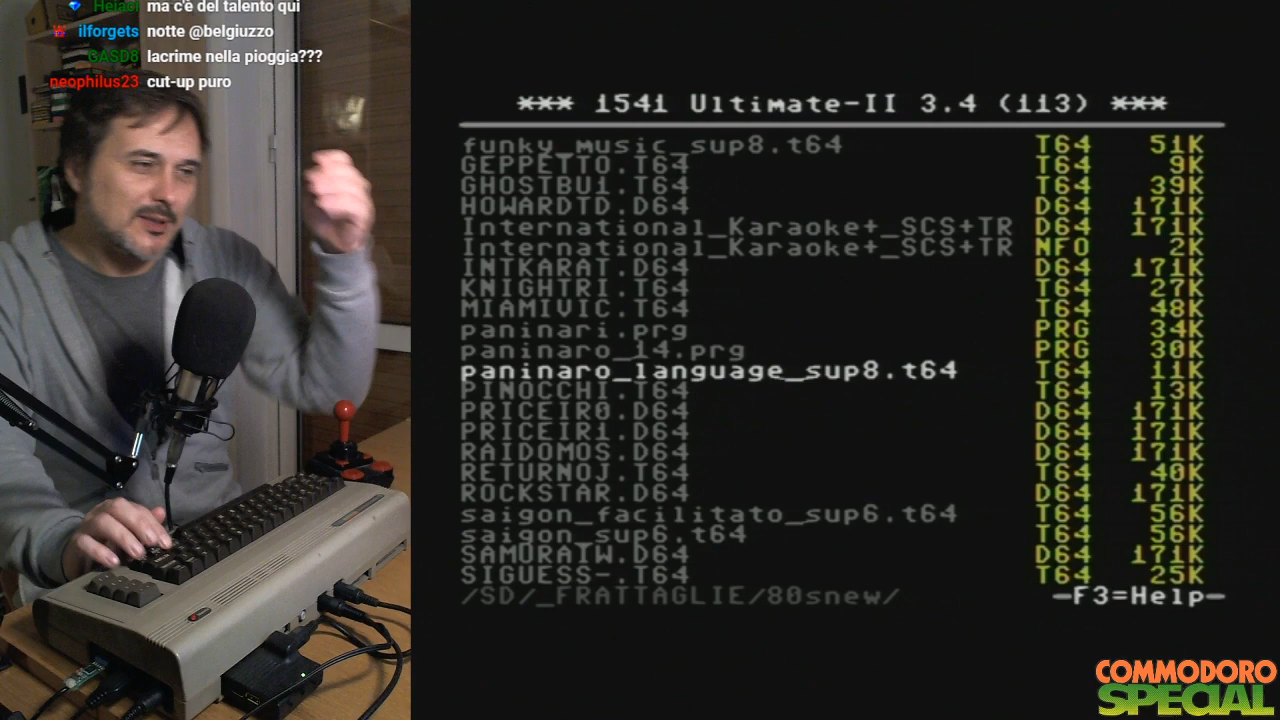 Hejaci ma c'è del talento qui
ilforgets notte @belgiuzzo
GASD8 lacrime nella pioggia???
neophilus23 cut-up puro
*** 1541 Ultimate-II 3.4 (113) ***
funky_music_sup8.t64 T64 51K
GEPPETTO.T64 T64 9K
GHOSTBU1.T64 T64 39K
HOWARDTD.D64 D64 171K
International_Karaoke+_SCS+TR D64 171K
International_Karaoke+_SCS+TR NFO 2K
INTKARAT.D64 D64 171K
KNIGHTRI.T64 T64 27K
MIAMIVIC.T64 T64 48K
paninari.prg PRG 34K
paninaro_14.prg PRG 30K
paninaro_language_sup8.t64 T64 11K
PINOCCHI.T64 T64 13K
PRICEIR0.D64 D64 171K
PRICEIR1.D64 D64 171K
RAIDOMOS.D64 D64 171K
RETURNOJ.T64 T64 40K
ROCKSTAR.D64 D64 171K
saigon_facilitato_sup6.t64 T64 56K
saigon_sup6.t64 T64 56K
SAMURAIW.D64 D64 171K
SIGUESS-.T64 T64 25K
/SD/_FRATTAGLIE/80snew/ F3=Help
COMMODORO
SPECIAL